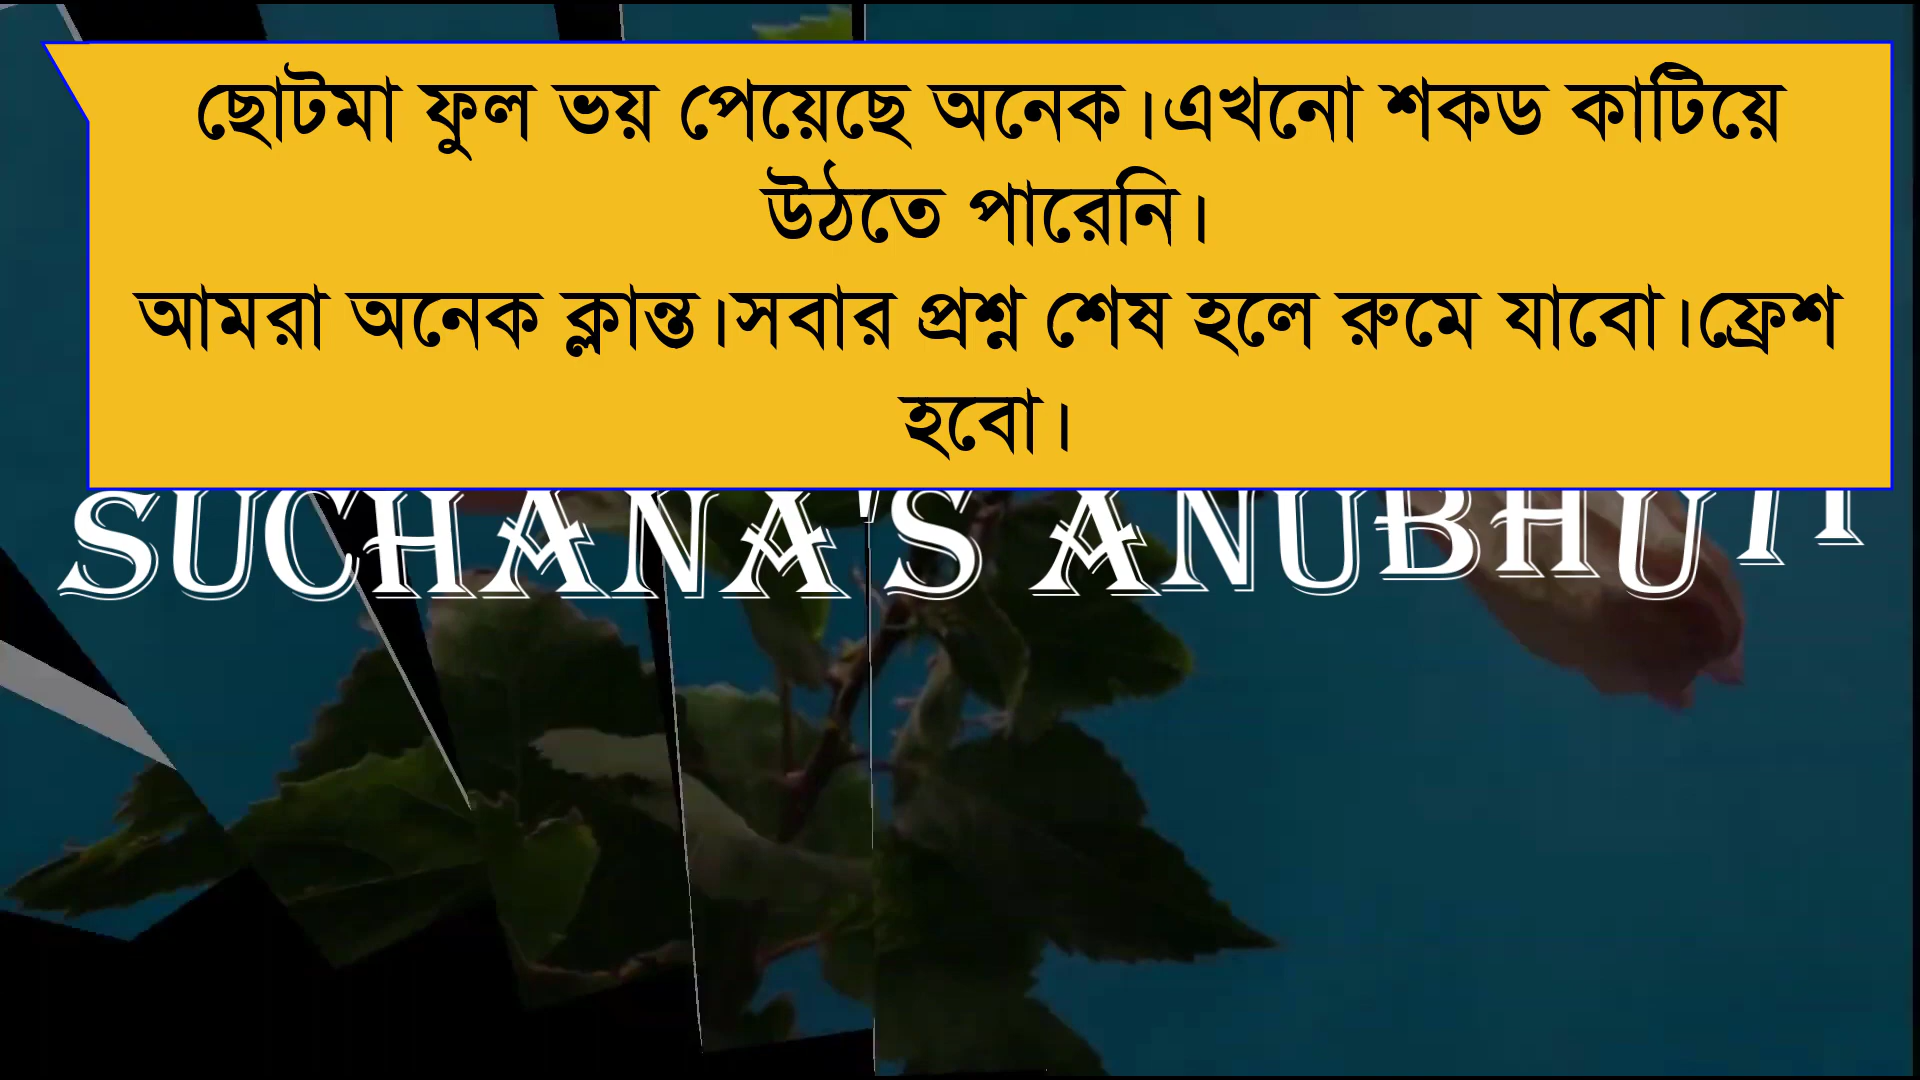 ছোটমা ফুল ভয় পেয়েছে অনেক।এখনো শকড কাটিয়ে
উঠতে পারেনি।
আমরা অনেক ক্লান্ত।সবার প্রশ্ন শেষ হলে রুমে যাবো।ফ্রেশ
হবো।
SUCHANA'S ANUBHUTI